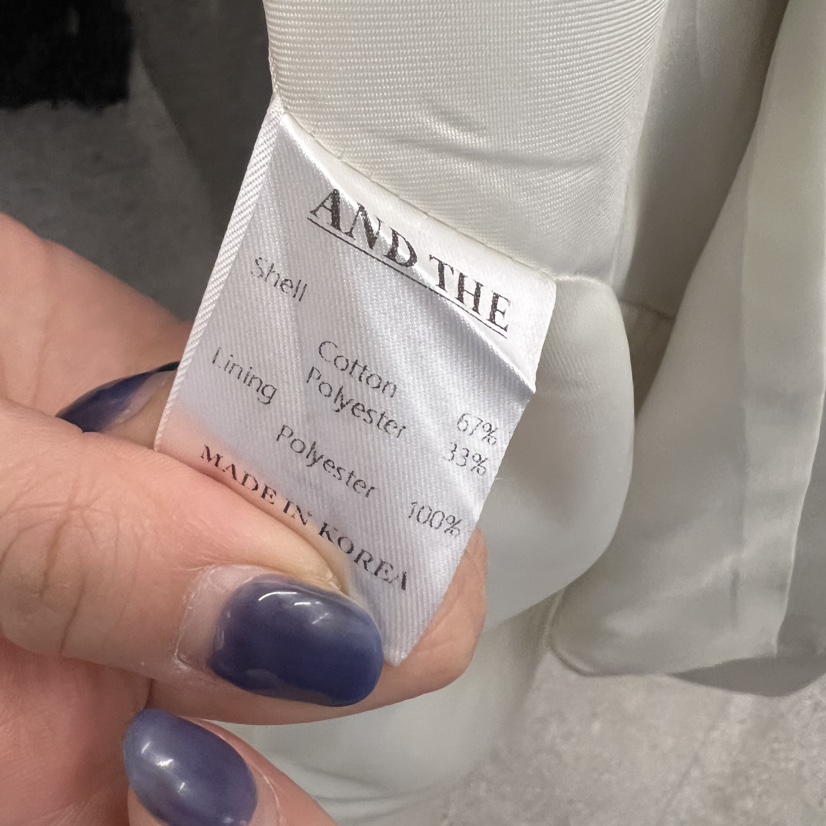 AND THE
Shell
Cotton 67%
Polyester 33%
Lining
Polyester 100%
MADE IN KOREA